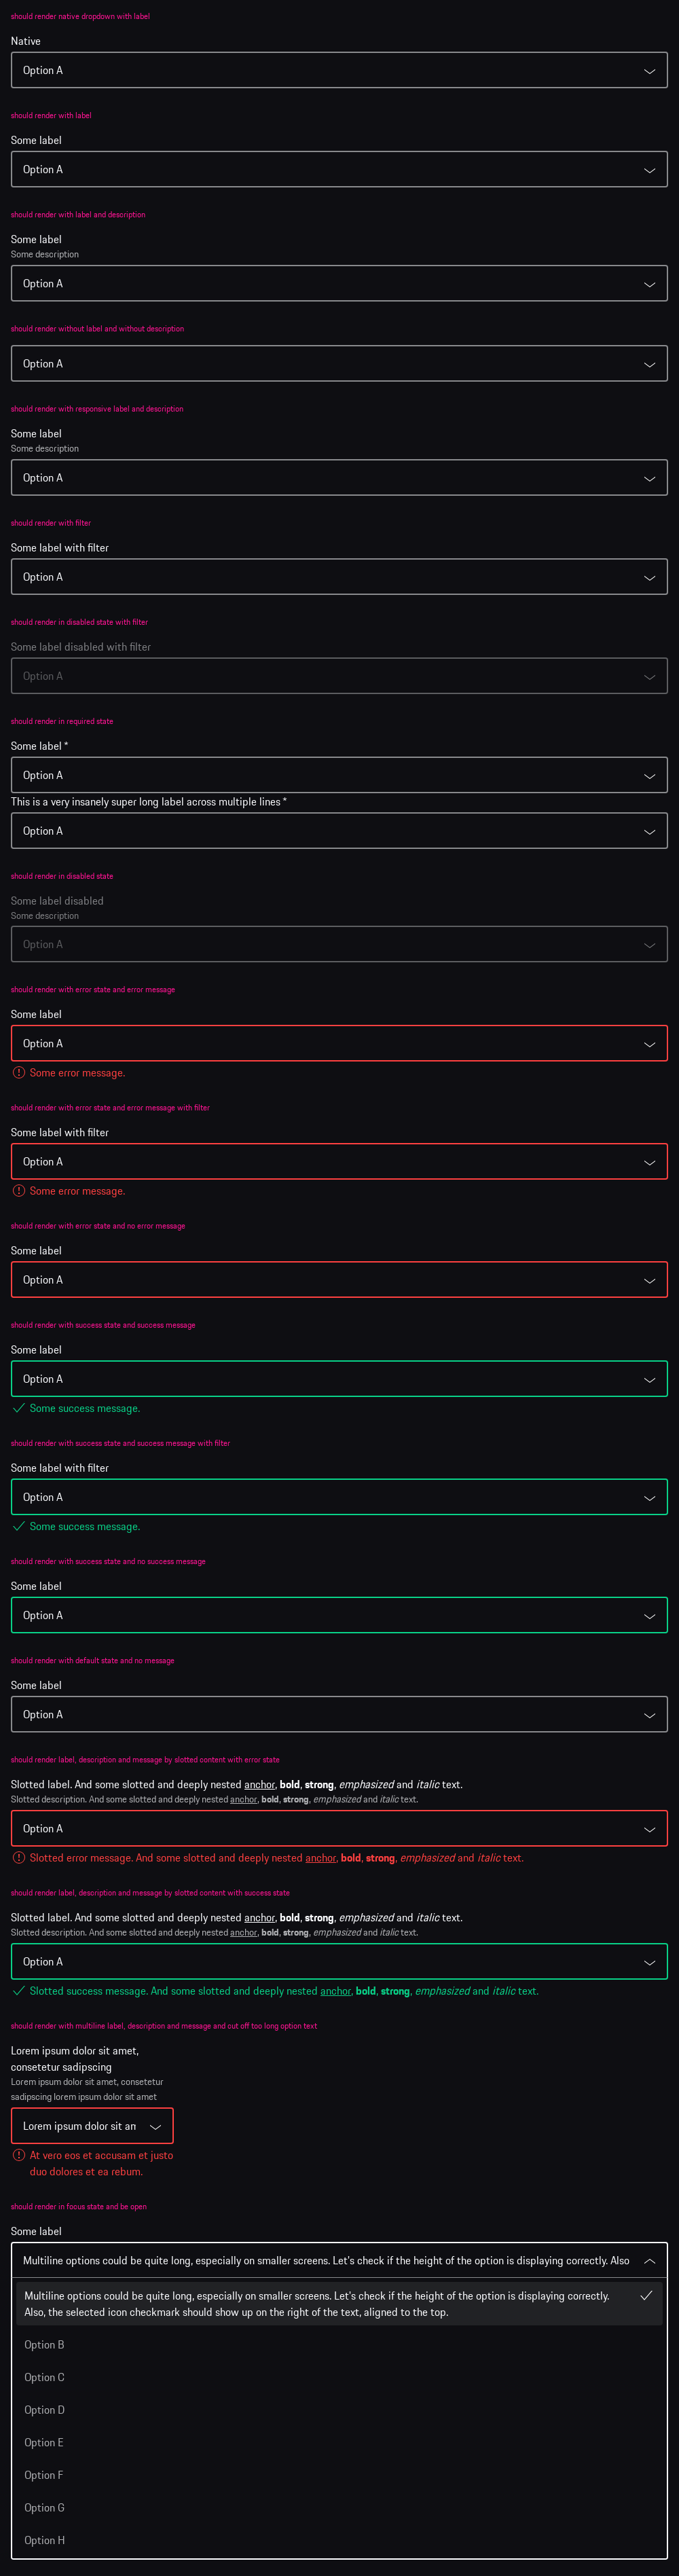 should render native dropdown with label
Native
Option A
should render with label
Some label
Option A
should render with label and description
Some label
Some description
Option A
should render without label and without description
Option A
should render with responsive label and description
Some label
Some description
Option A
should render with filter
Some label with filter
Option A
should render in disabled state with filter
Some label disabled with filter
Option A
should render in required state
Some label *
Option A
This is a very insanely super long label across multiple lines *
Option A
should render in disabled state
Some label disabled
Some description
Option A
should render with error state and error message
Some label
Option A
Some error message.
should render with error state and error message with filter
Some label with filter
Option A
Some error message.
should render with error state and no error message
Some label
Option A
should render with success state and success message
Some label
Option A
Some success message.
should render with success state and success message with filter
Some label with filter
Option A
Some success message.
should render with success state and no success message
Some label
Option A
should render with default state and no message
Some label
Option A
should render label, description and message by slotted content with error state
Slotted label. And some slotted and deeply nested anchor, bold, strong, emphasized and italic text.
Slotted description. And some slotted and deeply nested anchor, bold, strong, emphasized and italic text.
Option A
Slotted error message. And some slotted and deeply nested anchor, bold, strong, emphasized and italic text.
should render label, description and message by slotted content with success state
Slotted label. And some slotted and deeply nested anchor, bold, strong, emphasized and italic text.
Slotted description. And some slotted and deeply nested anchor, bold, strong, emphasized and italic text.
Option A
Slotted success message. And some slotted and deeply nested anchor, bold, strong, emphasized and italic text.
should render with multiline label, description and message and cut off too long option text
Lorem ipsum dolor sit amet,
consetetur sadipscing
Lorem ipsum dolor sit amet, consetetur
sadipscing lorem ipsum dolor sit amet
Lorem ipsum dolor sit am
At vero eos et accusam et justo
duo dolores et ea rebum.
should render in focus state and be open
Some label
Multiline options could be quite long, especially on smaller screens. Let's check if the height of the option is displaying correctly. Also
Multiline options could be quite long, especially on smaller screens. Let's check if the height of the option is displaying correctly.
Also, the selected icon checkmark should show up on the right of the text, aligned to the top.
Option B
Option C
Option D
Option E
Option F
Option G
Option H